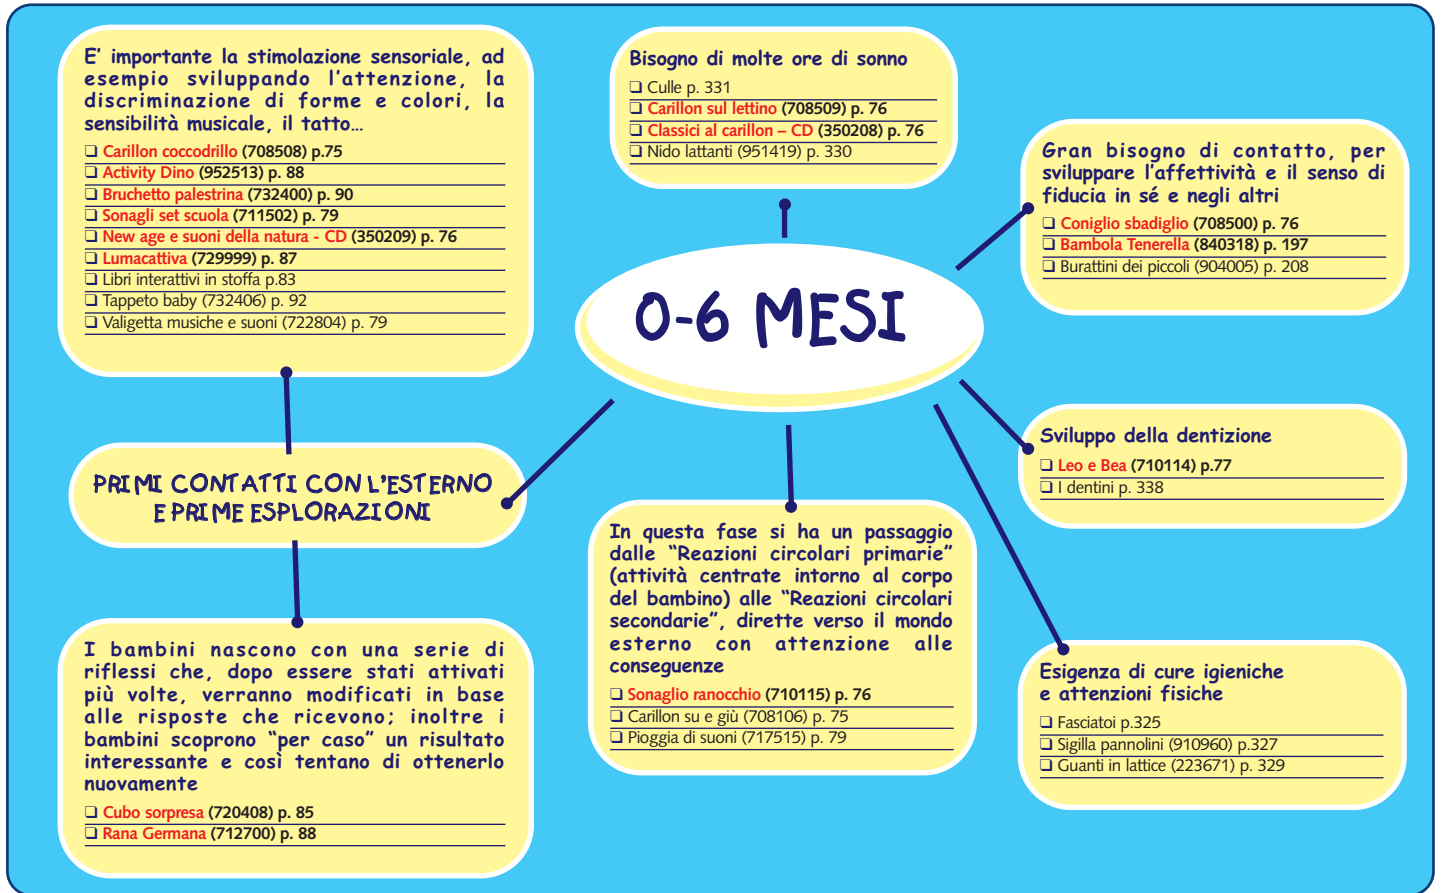 E' importante la stimolazione sensoriale, ad
esempio sviluppando l'attenzione, la
discriminazione di forme e colori, la
sensibilità musicale, il tatto...
❏ Carillon coccodrillo (708508) p.75
❏ Activity Dino (952513) p. 88
❏ Bruchetto palestrina (732400) p. 90
❏ Sonagli set scuola (711502) p. 79
❏ New age e suoni della natura - CD (350209) p. 76
❏ Lumacattiva (729999) p. 87
❏ Libri interattivi in stoffa p.83
❏ Tappeto baby (732406) p. 92
❏ Valigetta musiche e suoni (722804) p. 79
Bisogno di molte ore di sonno
❏ Culle p. 331
❏ Carillon sul lettino (708509) p. 76
❏ Classici al carillon – CD (350208) p. 76
❏ Nido lattanti (951419) p. 330
Gran bisogno di contatto, per
sviluppare l'affettività e il senso di
fiducia in sé e negli altri
❏ Coniglio sbadiglio (708500) p. 76
❏ Bambola Tenerella (840318) p. 197
❏ Burattini dei piccoli (904005) p. 208
0-6 MESI
PRIMI CONTATTI CON L'ESTERNO
E PRIME ESPLORAZIONI
Sviluppo della dentizione
❏ Leo e Bea (710114) p.77
❏ I dentini p. 338
In questa fase si ha un passaggio
dalle "Reazioni circolari primarie"
(attività centrate intorno al corpo
del bambino) alle "Reazioni circolari
secondarie", dirette verso il mondo
esterno con attenzione alle
conseguenze
❏ Sonaglio ranocchio (710115) p. 76
❏ Carillon su e giù (708106) p. 75
❏ Pioggia di suoni (717515) p. 79
I bambini nascono con una serie di
riflessi che, dopo essere stati attivati
più volte, verranno modificati in base
alle risposte che ricevono; inoltre i
bambini scoprono "per caso" un risultato
interessante e così tentano di ottenerlo
nuovamente
❏ Cubo sorpresa (720408) p. 85
❏ Rana Germana (712700) p. 88
Esigenza di cure igieniche
e attenzioni fisiche
❏ Fasciatoi p.325
❏ Sigilla pannolini (910960) p.327
❏ Guanti in lattice (223671) p. 329